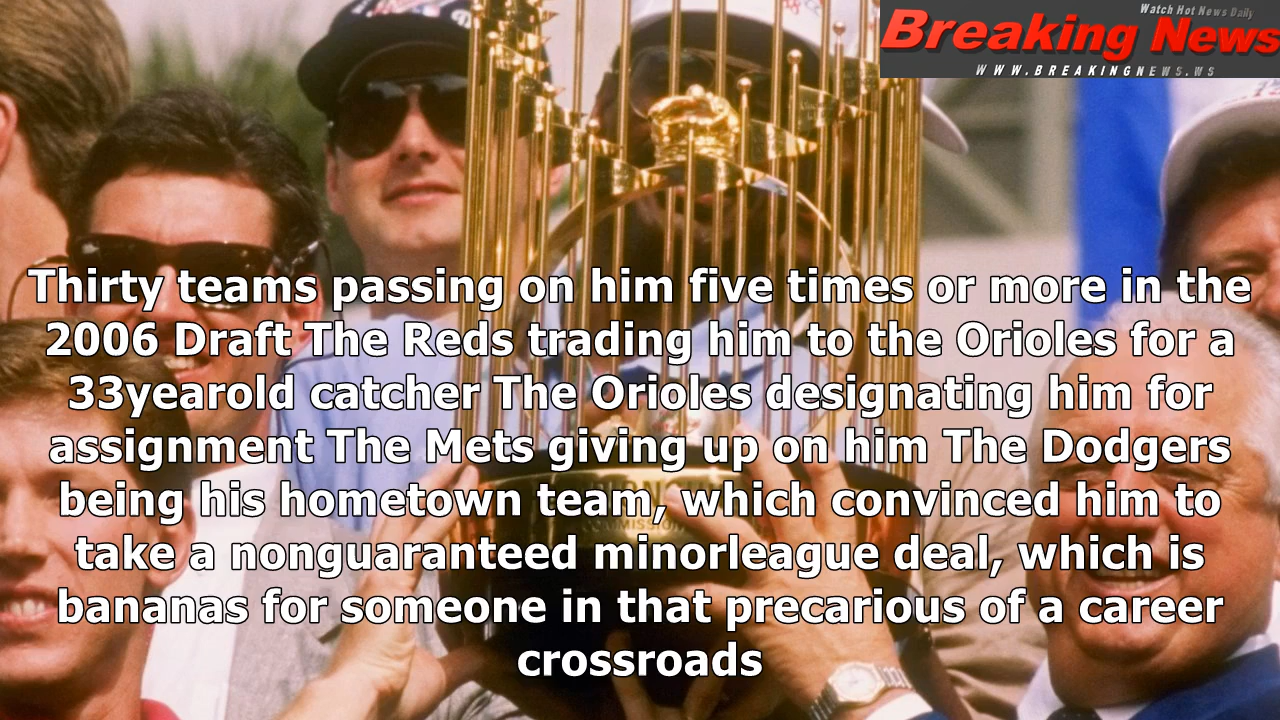 Watch Hot News Daily
Breaking News
WWW.BREAKINGNEWS.WS
Thirty teams passing on him five times or more in the
2006 Draft The Reds trading him to the Orioles for a
33yearold catcher The Orioles designating him for
assignment The Mets giving up on him The Dodgers
being his hometown team, which convinced him to
take a nonguaranteed minorleague deal, which is
bananas for someone in that precarious of a career
crossroads